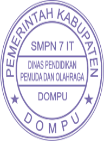 PEMERINTAH KABUPATEN
SMPN 7 IT
DINAS PENDIDIKAN
PEMUDA DAN OLAHRAGA
DOMPU
DOMPU